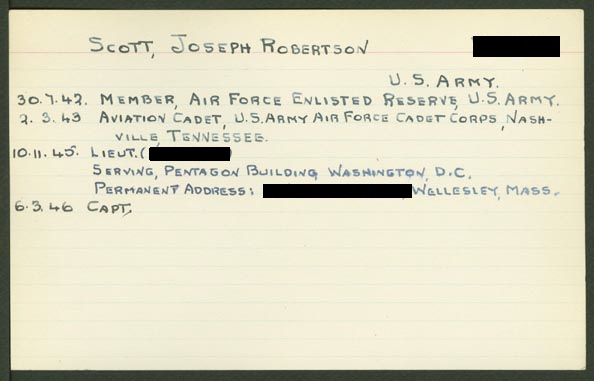 Scott, Joseph Robertson
U.S. Army.
30.7.42. Member, Air Force Enlisted Reserve, U.S. Army.
2.3.43 Aviation Cadet, U.S. Army Air Force Cadet Corps, Nash-
ville, Tennessee.
10.11.45. Lieut. (
Serving, Pentagon Building Washington, D.C.
Permanent Address: Wellesley, Mass.
6.3.46 Capt.